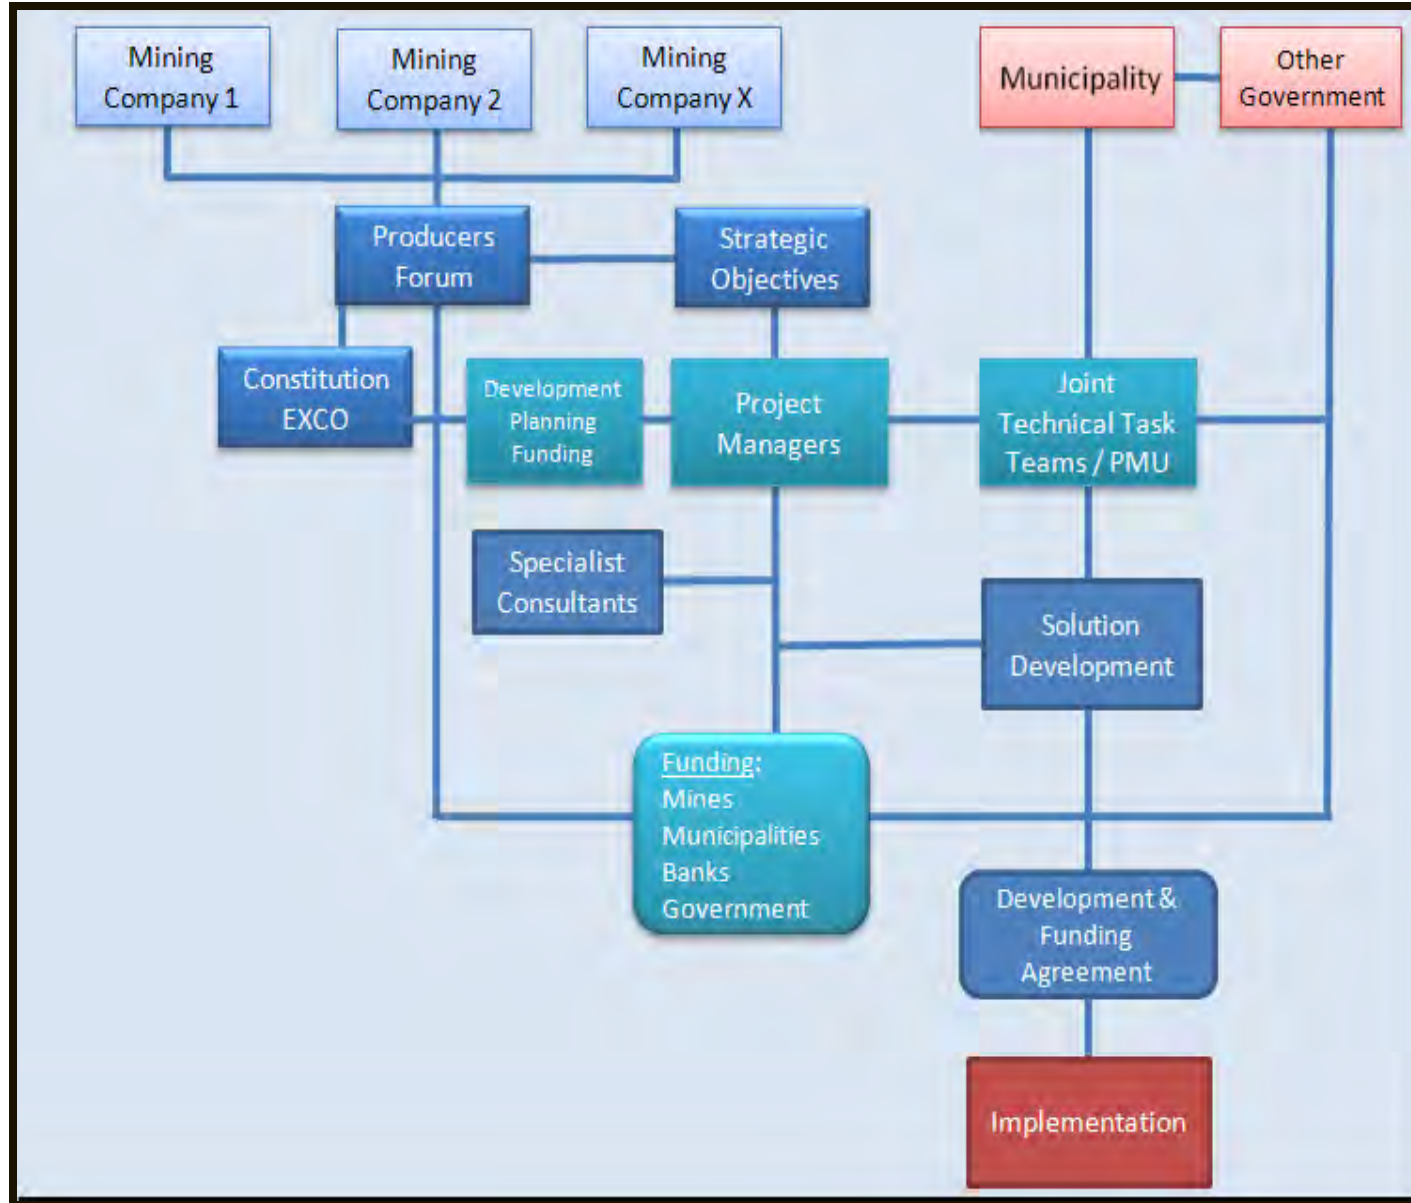 Mining
Company 1
Mining
Company 2
Mining
Company X
Municipality
Other
Government
Producers
Forum
Strategic
Objectives
Constitution
EXCO
Development
Planning
Funding
Project
Managers
Joint
Technical Task
Teams / PMU
Specialist
Consultants
Solution
Development
Funding:
Mines
Municipalities
Banks
Government
Development &
Funding
Agreement
Implementation